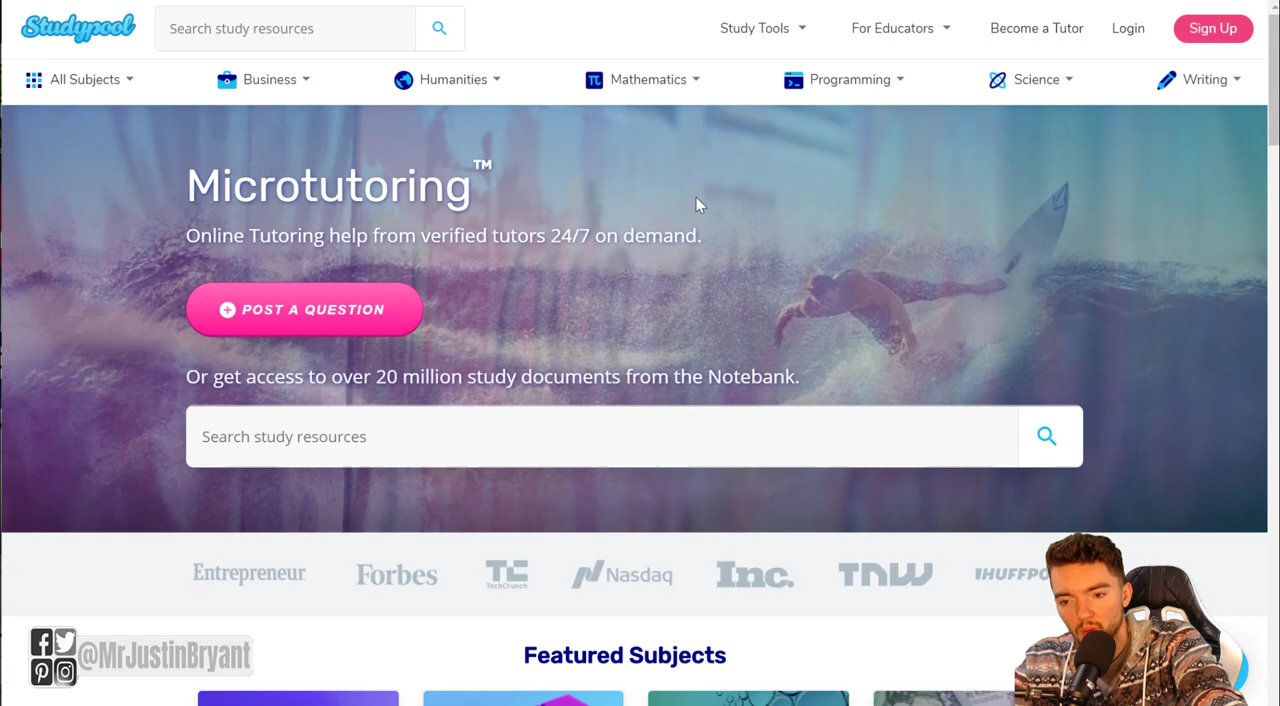 Studypool
Search study resources
Study Tools
For Educators
Become a Tutor
Login
Sign Up
All Subjects
Business
Humanities
Mathematics
Programming
Science
Writing
Microtutoring™
Online Tutoring help from verified tutors 24/7 on demand.
POST A QUESTION
Or get access to over 20 million study documents from the Notebank.
Search study resources
Entrepreneur
Forbes
TC TechCrunch
Nasdaq
Inc.
TNW
@MrJustinBryant
Featured Subjects